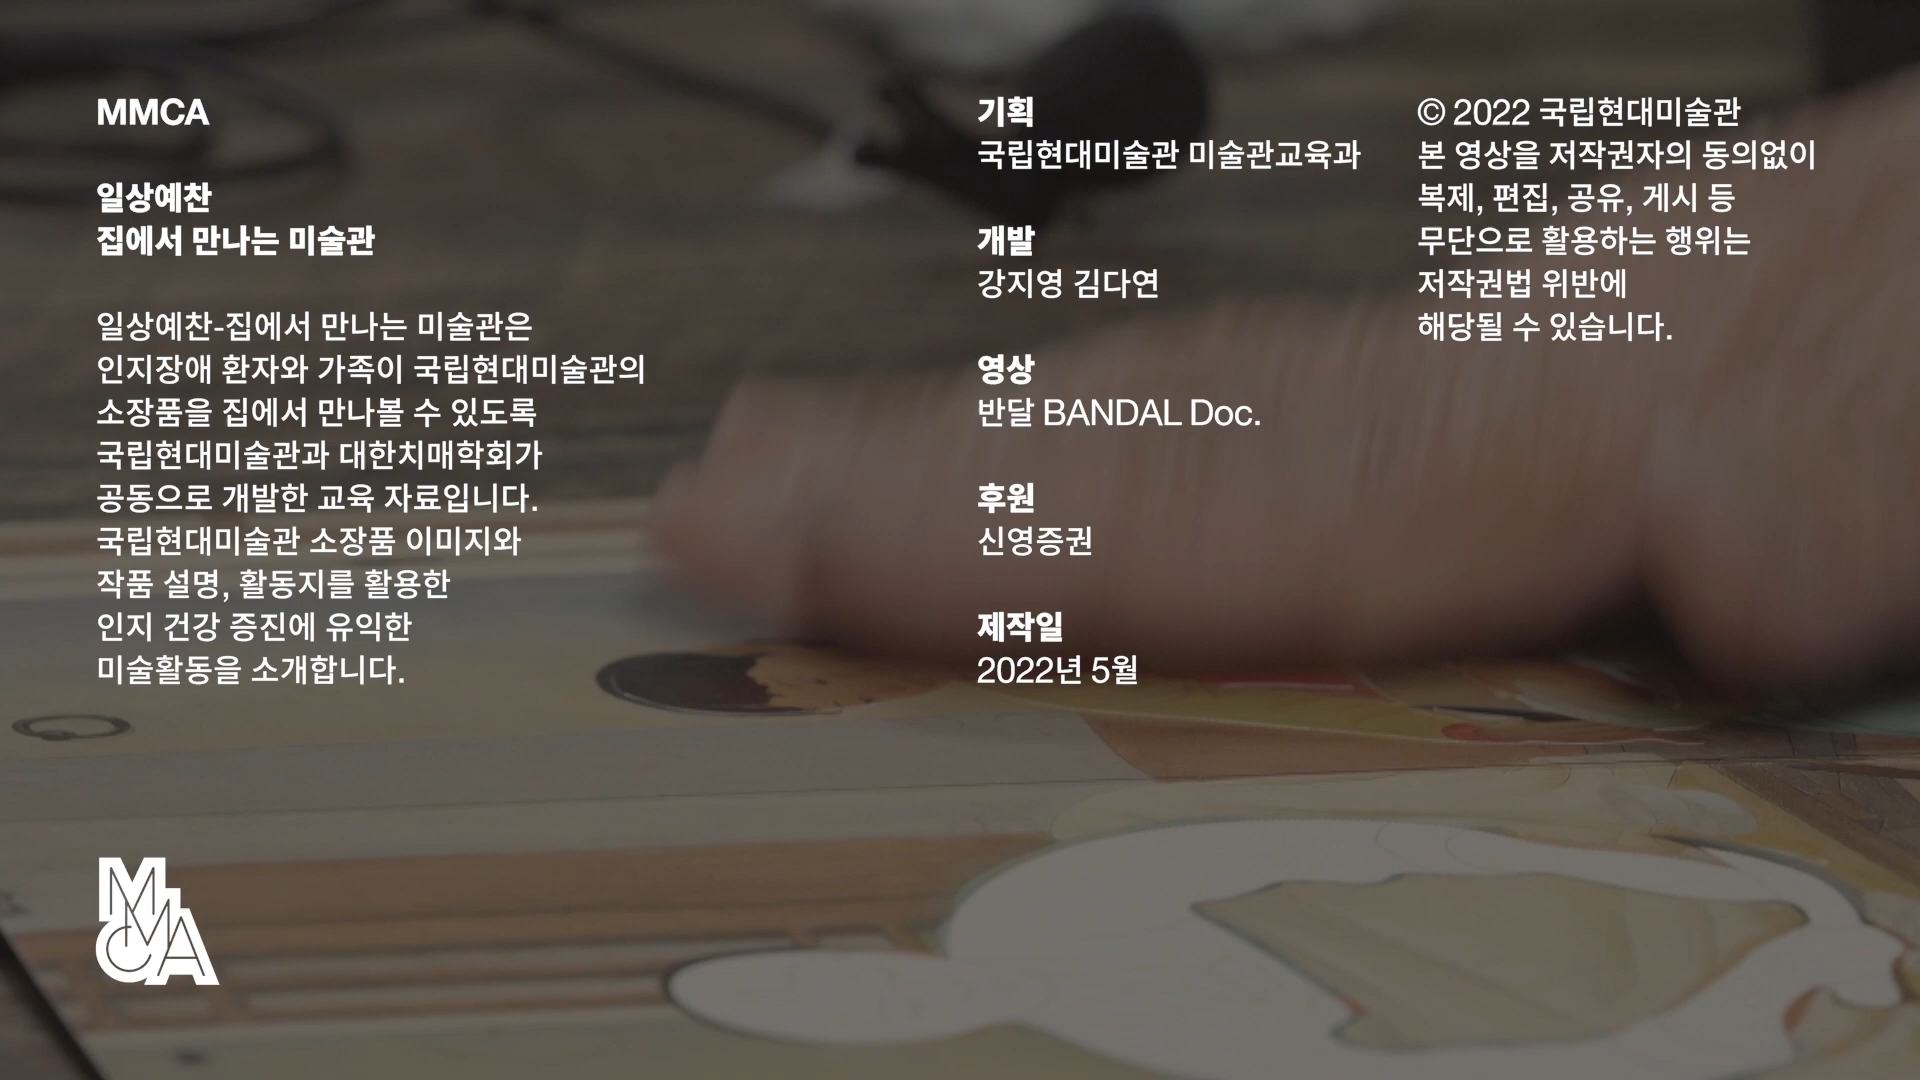 MMCA
일상예찬
집에서 만나는 미술관
일상예찬-집에서 만나는 미술관은
인지장애 환자와 가족이 국립현대미술관의
소장품을 집에서 만나볼 수 있도록
국립현대미술관과 대한치매학회가
공동으로 개발한 교육 자료입니다.
국립현대미술관 소장품 이미지와
작품 설명, 활동지를 활용한
인지 건강 증진에 유익한
미술활동을 소개합니다.
MMCA
기획
국립현대미술관 미술관교육과
개발
강지영 김다연
영상
반달 BANDAL Doc.
후원
신영증권
제작일
2022년 5월
© 2022 국립현대미술관
본 영상을 저작권자의 동의없이
복제, 편집, 공유, 게시 등
무단으로 활용하는 행위는
저작권법 위반에
해당될 수 있습니다.